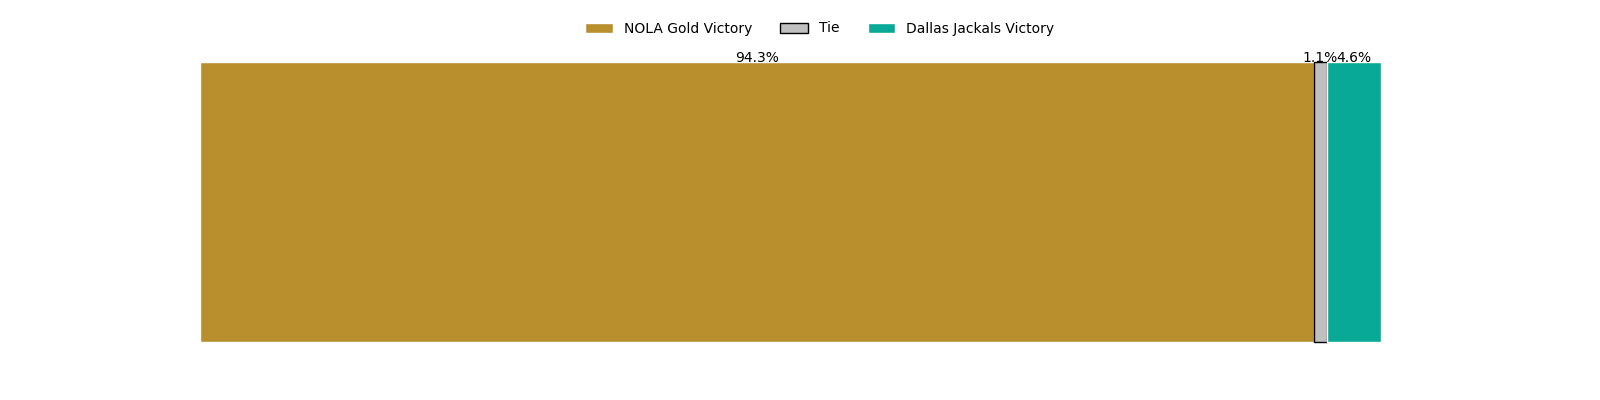 NOLA Gold Victory Tie Dallas Jackals Victory
94.3% 1.1% 4.6%